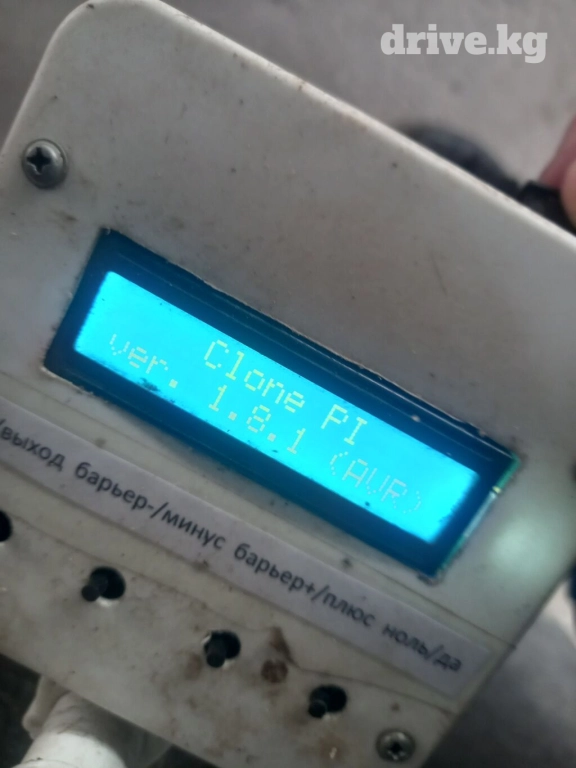 drive.kg
Clone PI
ver. 1.8.1 (AVR)
/выход барьер-/минус барьер+/плюс ноль/да